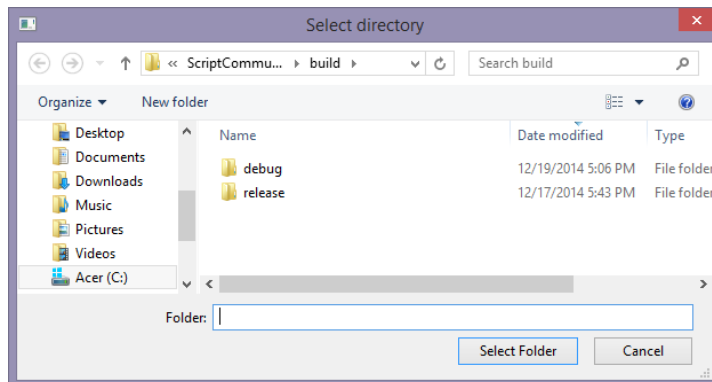 Select directory
« ScriptCommu... build Search build
Organize New folder
Name Date modified Type
Desktop
Documents
Downloads
Music
Pictures
Videos
Acer (C:)
debug 12/19/2014 5:06 PM File folder
release 12/17/2014 5:43 PM File folder
Folder:
Select Folder Cancel